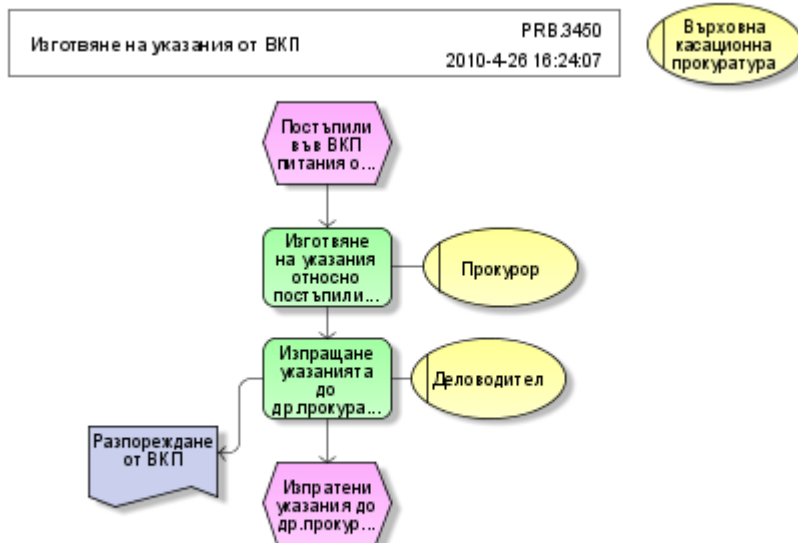 Изготвяне на указания от ВКП
PRB.3450
2010-4-26 16:24:07
Върховна
касационна
прокуратура
Постъпили
във ВКП
питания о...
Изготвяне
на указания
относно
постъпили...
Прокурор
Изпращане
указанията
до
др.прокура...
Деловодител
Разпореждане
от ВКП
Изпратени
указания до
др.прокур...